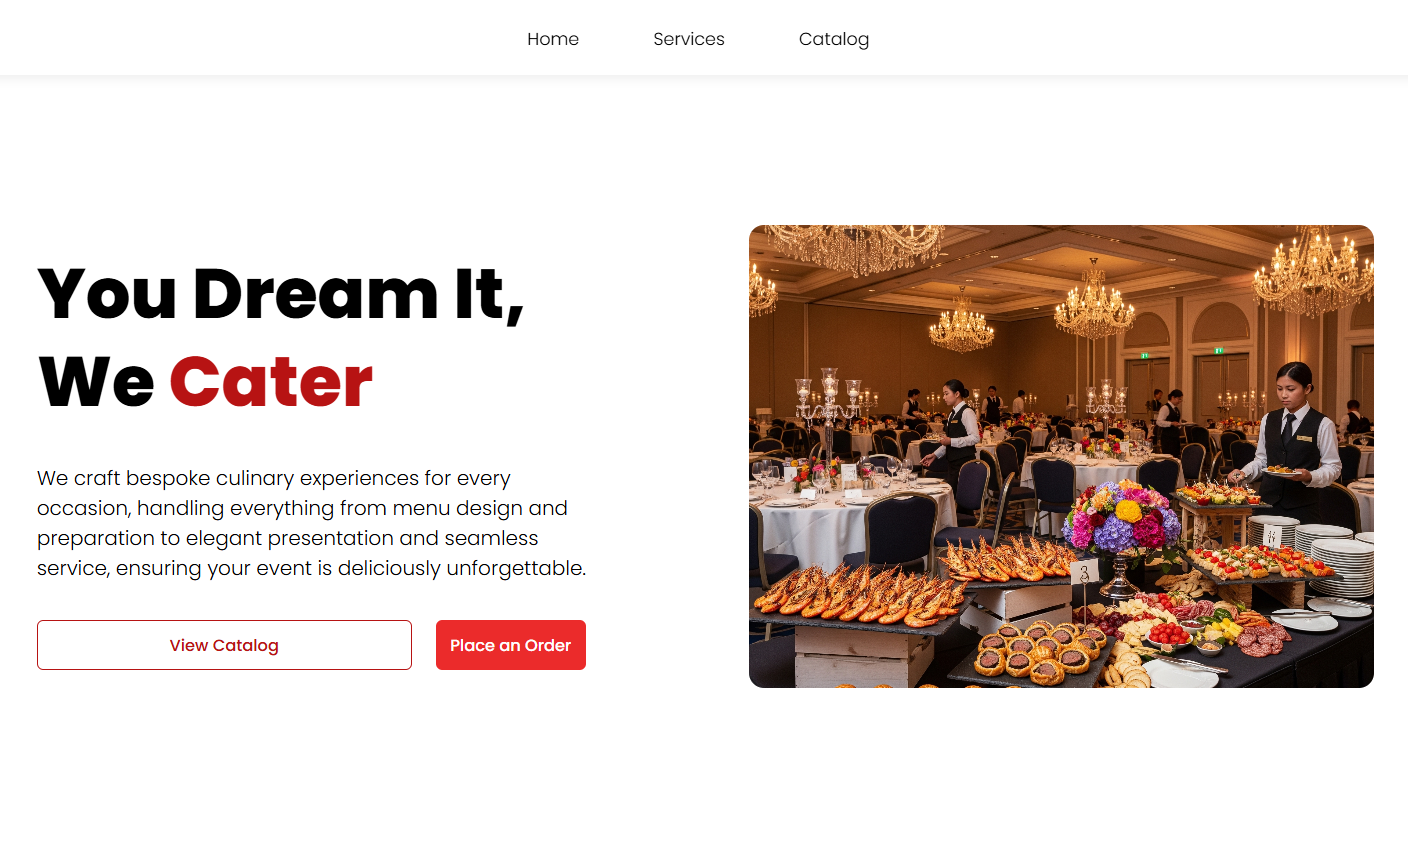 Home Services Catalog
You Dream It,
We Cater
We craft bespoke culinary experiences for every
occasion, handling everything from menu design and
preparation to elegant presentation and seamless
service, ensuring your event is deliciously unforgettable.
View Catalog Place an Order
3